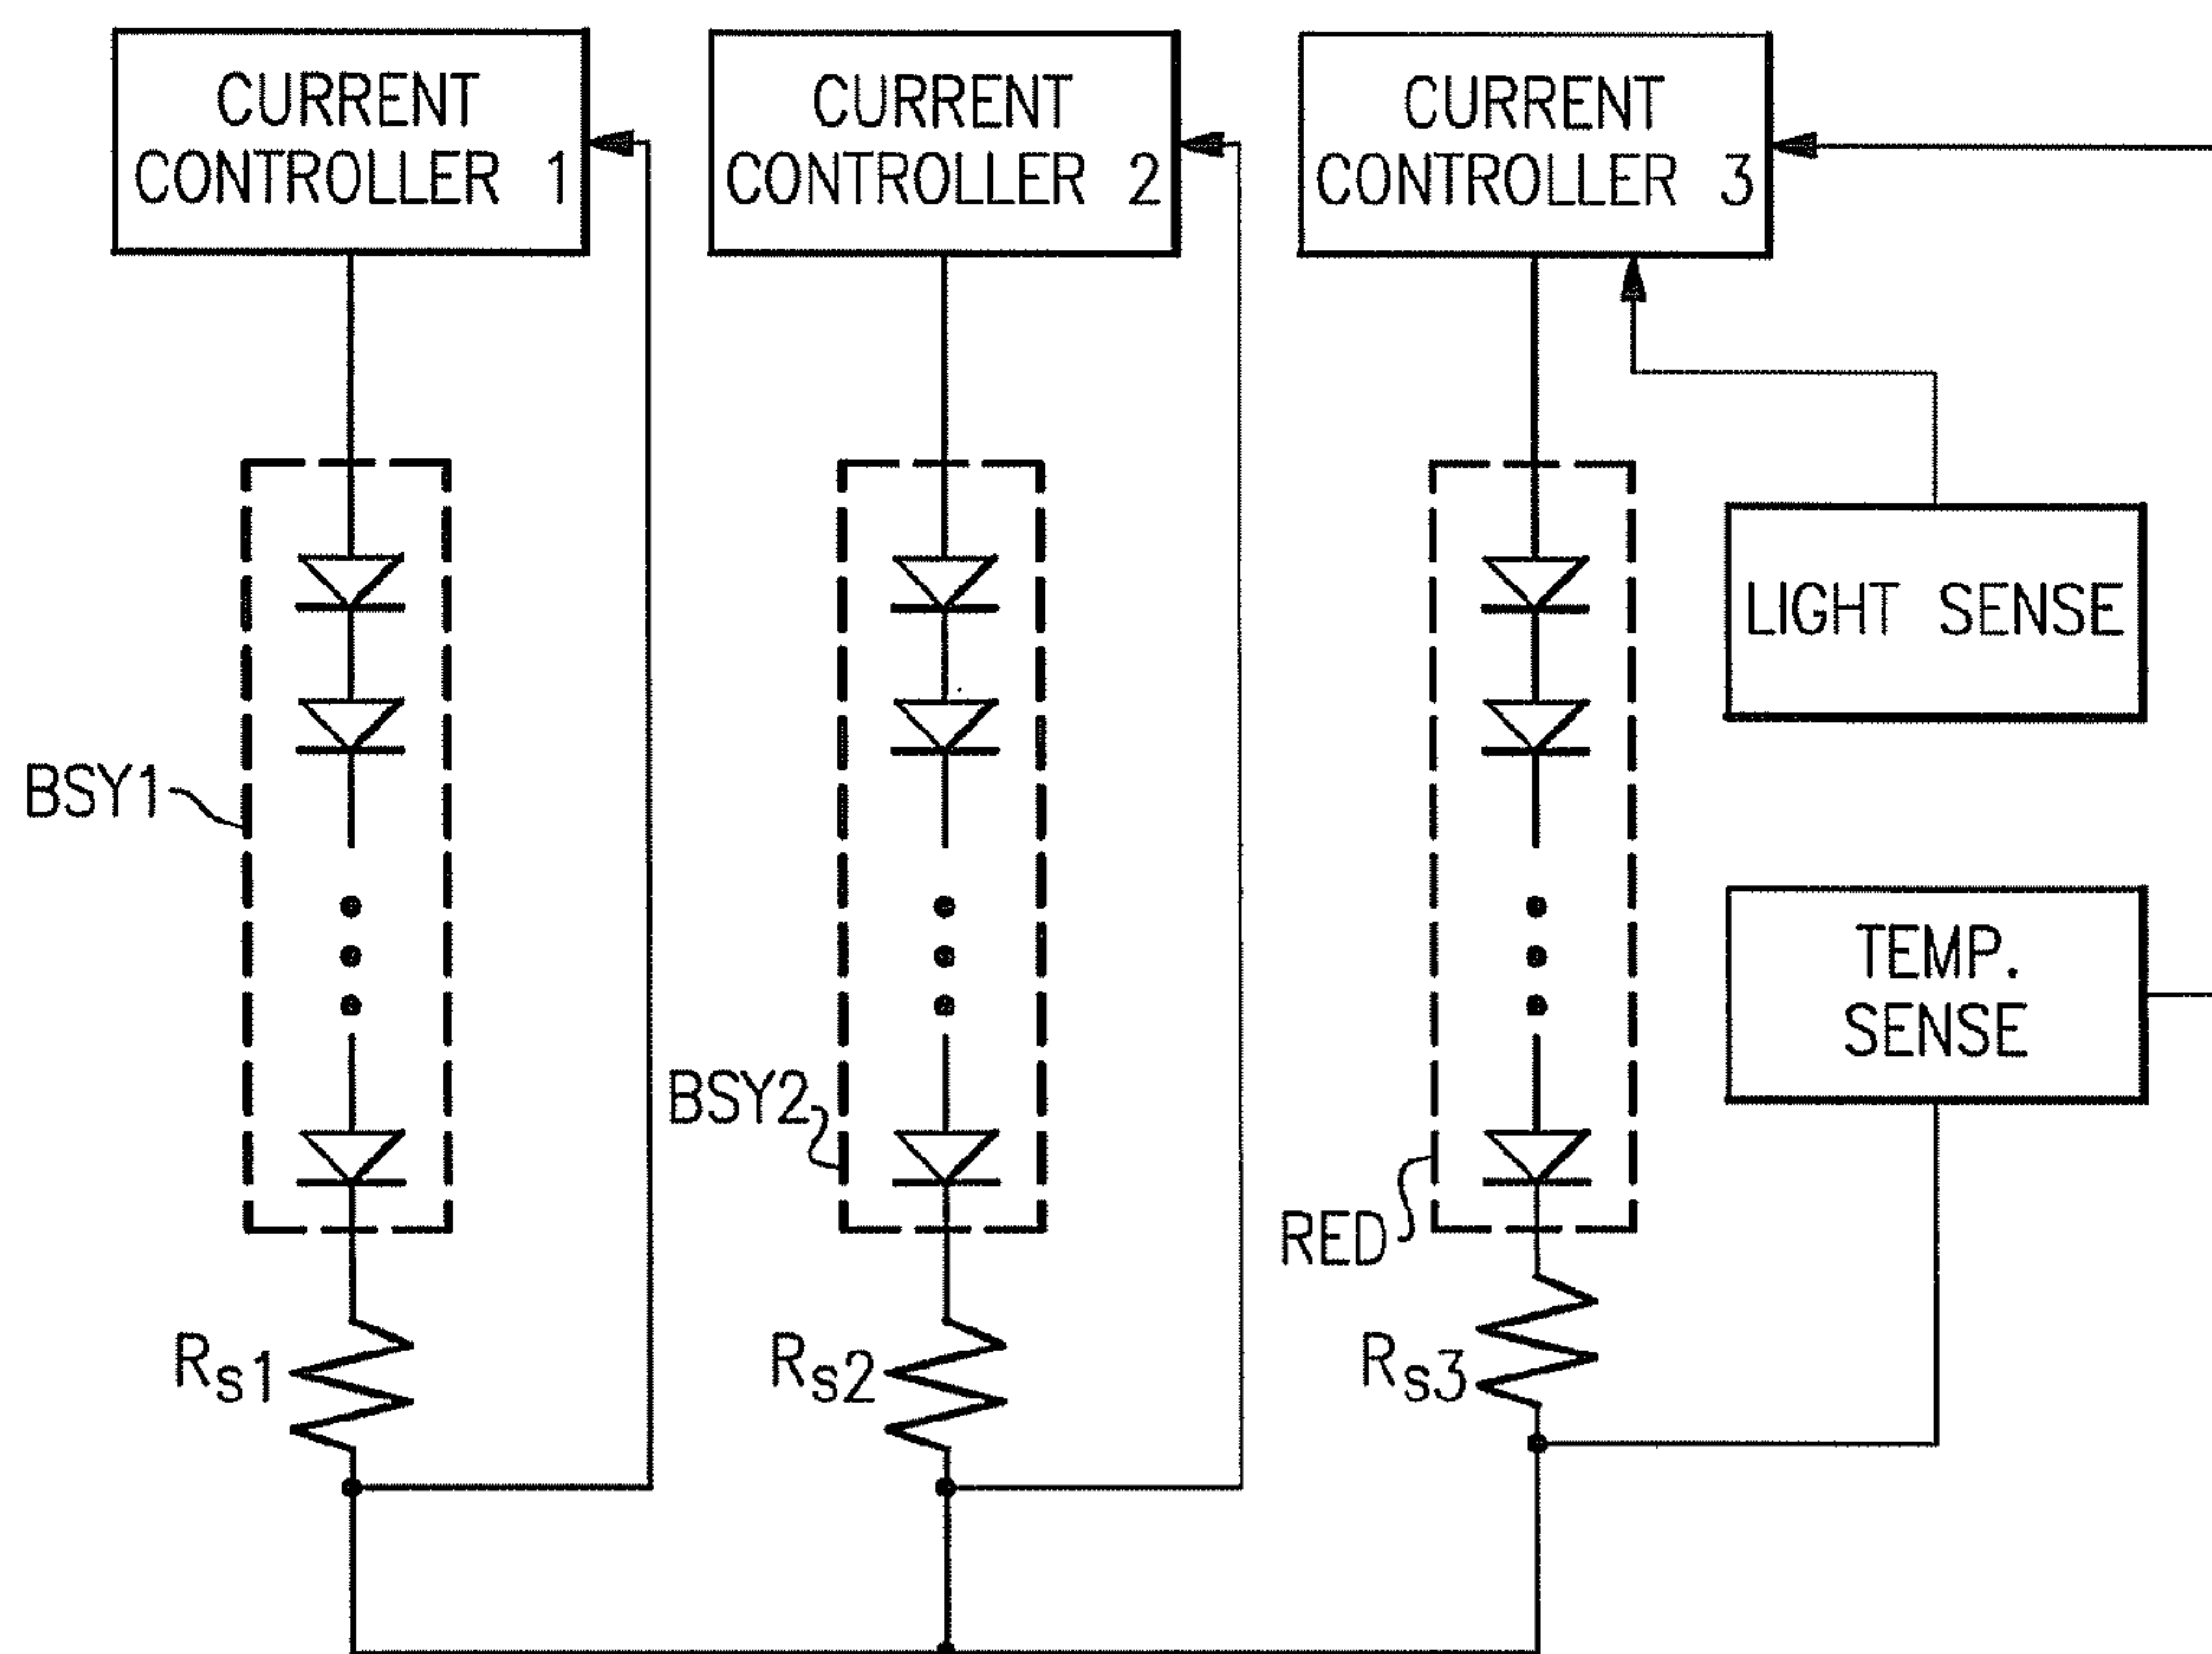 CURRENT
CONTROLLER 1
CURRENT
CONTROLLER 2
CURRENT
CONTROLLER 3
LIGHT SENSE
BSY1
TEMP.
SENSE
BSY2
RED
Rs1
Rs2
Rs3